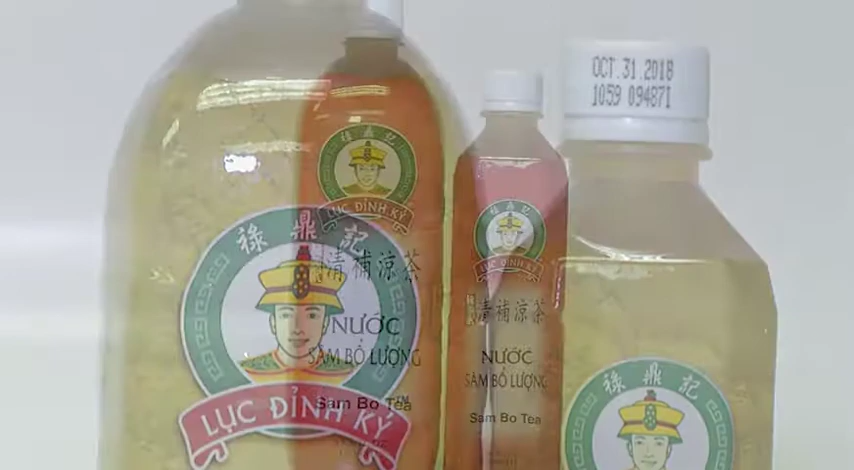 OCT.31.2018
1059 094871
祿鼎記
LỤC ĐỈNH KÝ
清補涼茶
NƯỚC
SÂM BỔ LƯỢNG
Sam Bo Tea
祿鼎記
LỤC ĐỈNH KÝ
清補涼茶
NƯỚC
SÂM BỔ LƯỢNG
Sam Bo Tea
祿鼎記
LỤC ĐỈNH KÝ
TM
祿鼎記